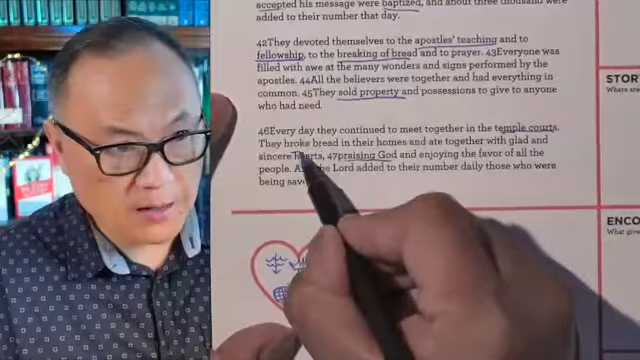 accepted his message were baptized, and about three thousand were
added to their number that day.
42They devoted themselves to the apostles' teaching and to
fellowship, to the breaking of bread and to prayer. 43Everyone was
filled with awe at the many wonders and signs performed by the
apostles. 44All the believers were together and had everything in
common. 45They sold property and possessions to give to anyone
who had need.
46Every day they continued to meet together in the temple courts.
They broke bread in their homes and ate together with glad and
sincere hearts, 47praising God and enjoying the favor of all the
people. the Lord added to their number daily those who were
being
STOR
Where are
ENCO
What give